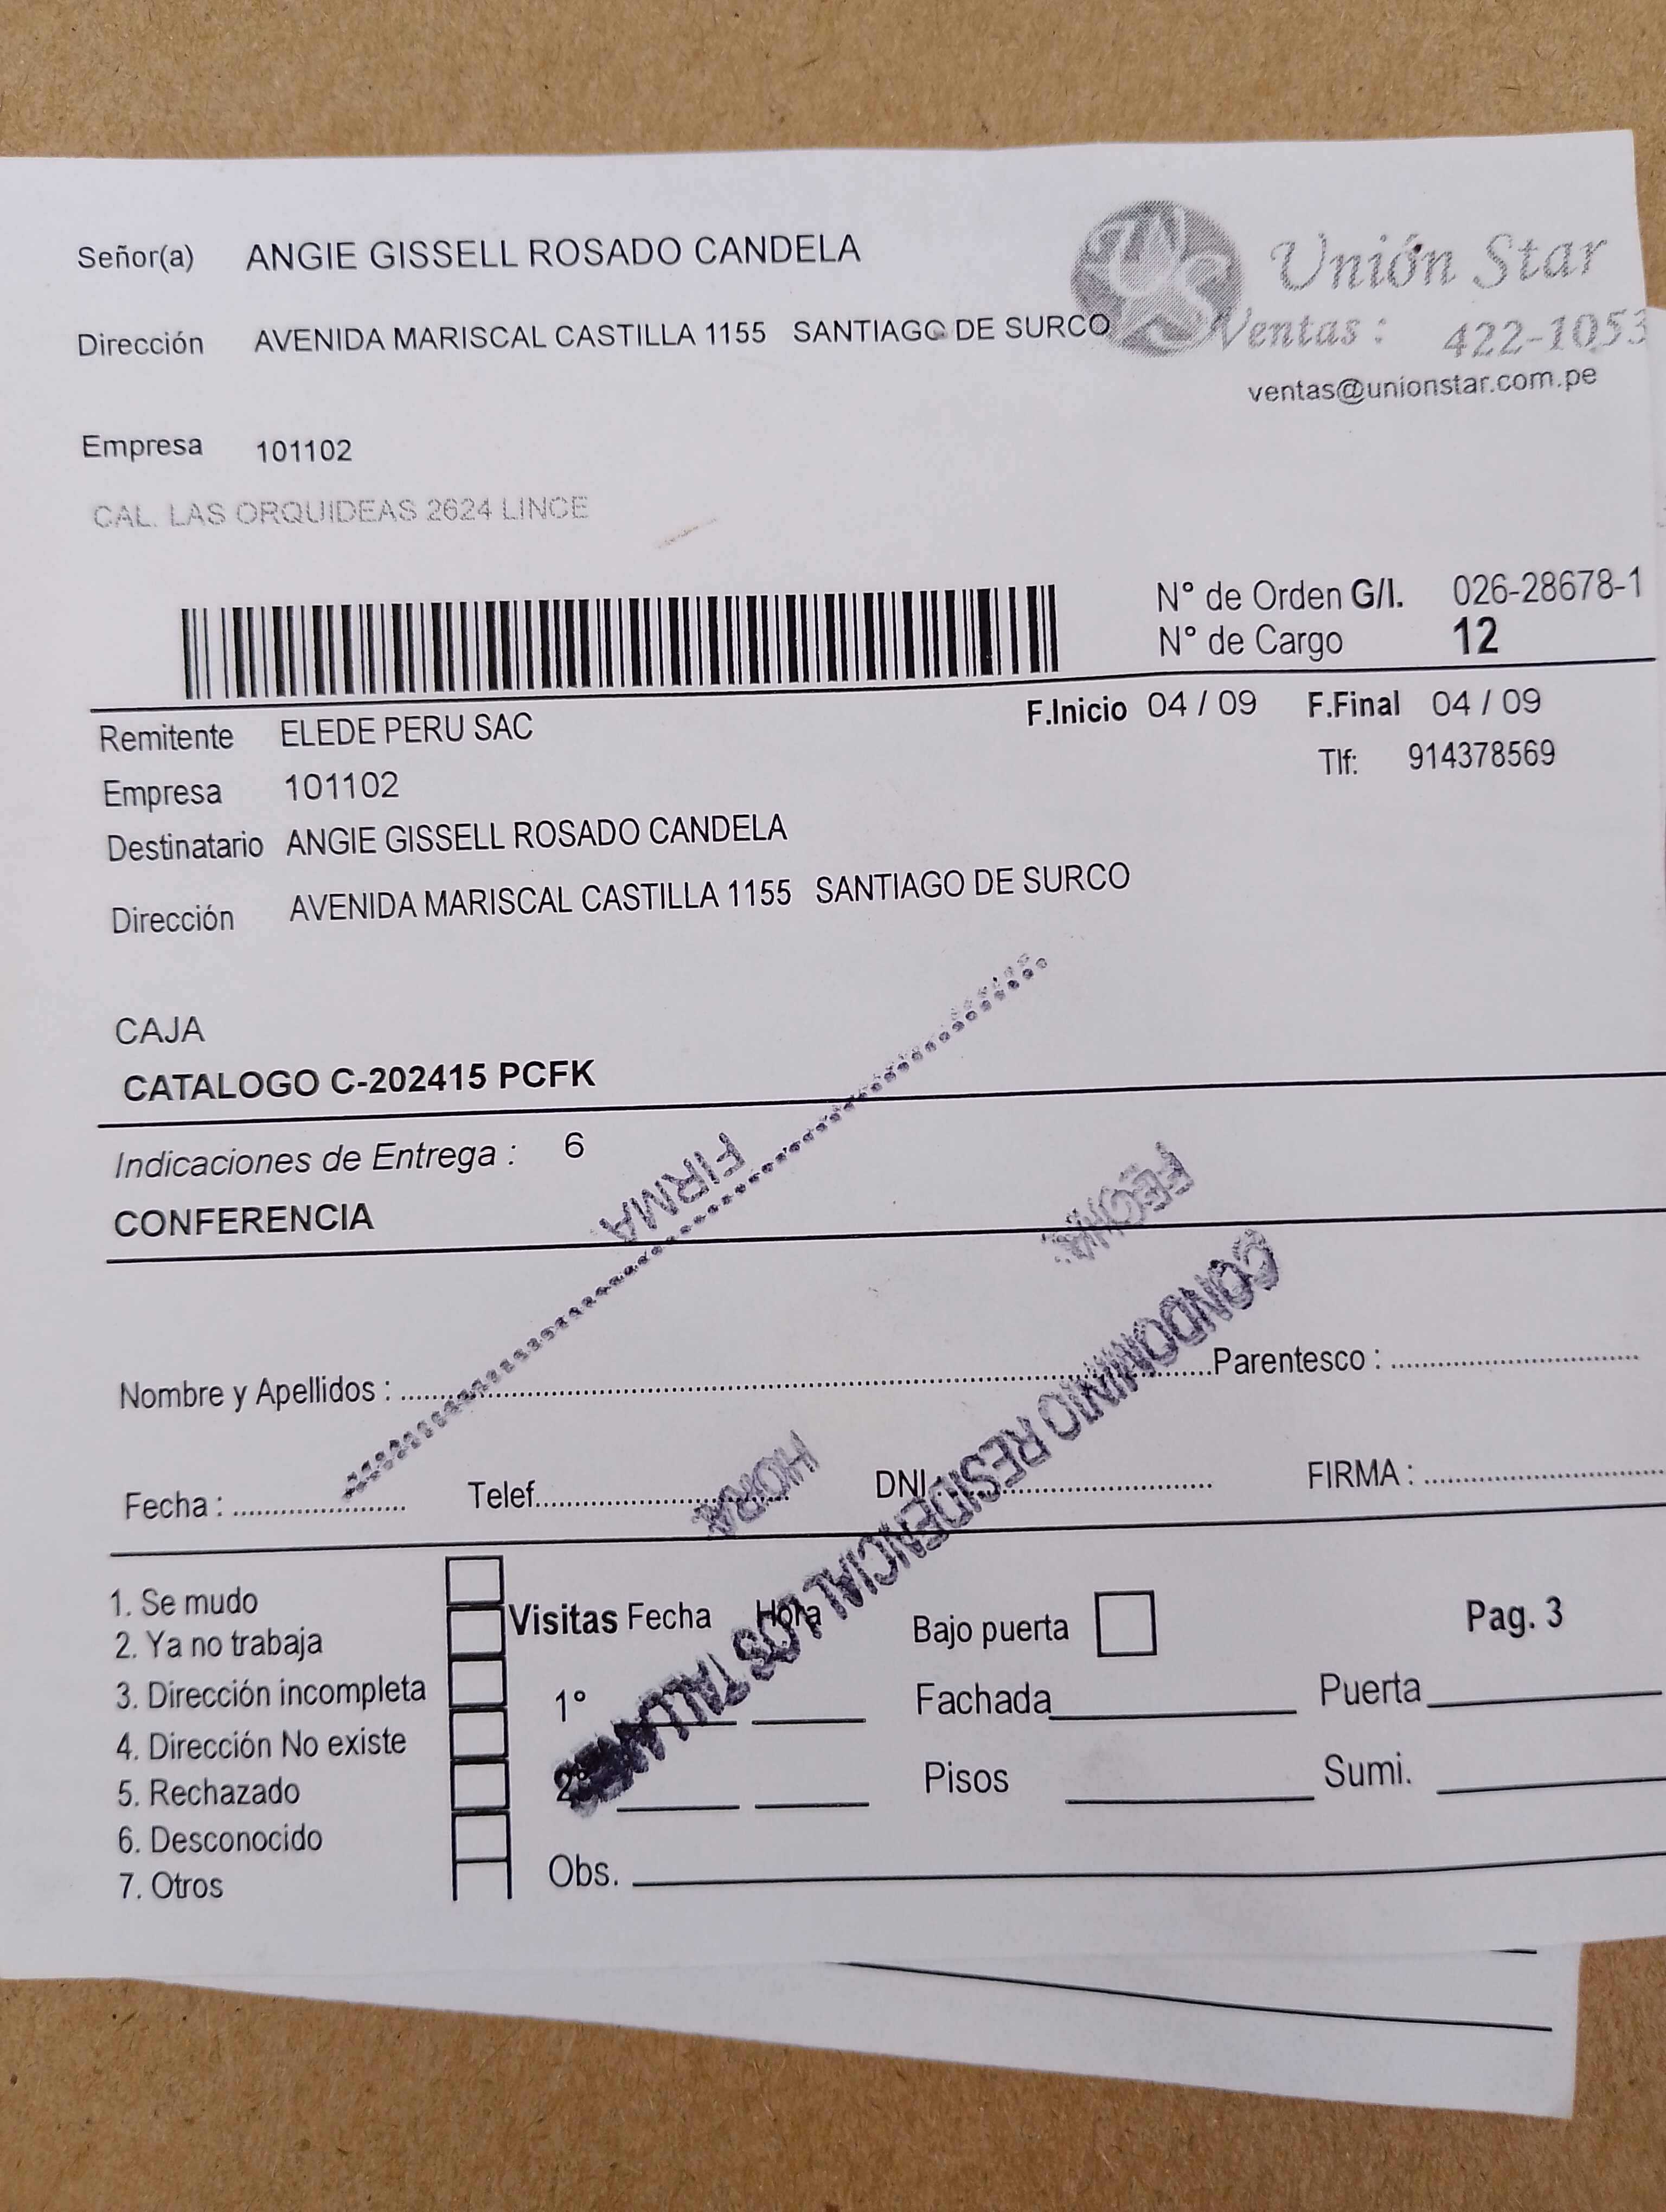 Señor(a) ANGIE GISSELL ROSADO CANDELA
Unión Star
Dirección AVENIDA MARISCAL CASTILLA 1155 SANTIAGO DE SURCO
Ventas : 422-1053
ventas@unionstar.com.pe
Empresa 101102
CAL. LAS ORQUIDEAS 2624 LINCE
N° de Orden G/I. 026-28678-1
N° de Cargo 12
Remitente ELEDE PERU SAC
F.Inicio 04 / 09 F.Final 04 / 09
Empresa 101102
Tlf: 914378569
Destinatario ANGIE GISSELL ROSADO CANDELA
Dirección AVENIDA MARISCAL CASTILLA 1155 SANTIAGO DE SURCO
CAJA
CATALOGO C-202415 PCFK
Indicaciones de Entrega : 6
CONFERENCIA
FIRMA
FECHA
CONDOMINIO RESIDENCIAL LOS
HORA
Nombre y Apellidos : Parentesco :
Fecha : Telef. DNI: FIRMA :
1. Se mudo
2. Ya no trabaja
3. Dirección incompleta
4. Dirección No existe
5. Rechazado
6. Desconocido
7. Otros
Visitas Fecha Hora
1°
2°
Obs.
Bajo puerta
Pag. 3
Fachada Puerta
Pisos Sumi.